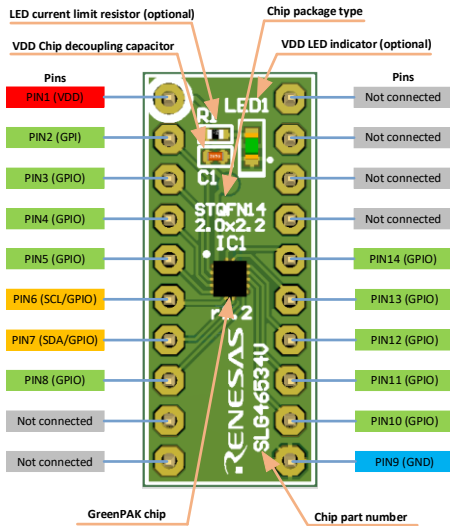 LED current limit resistor (optional)
Chip package type
VDD Chip decoupling capacitor
VDD LED indicator (optional)
Pins
Pins
PIN1 (VDD)
Not connected
PIN2 (GPI)
Not connected
PIN3 (GPIO)
Not connected
PIN4 (GPIO)
Not connected
PIN5 (GPIO)
PIN14 (GPIO)
PIN6 (SCL/GPIO)
PIN13 (GPIO)
PIN7 (SDA/GPIO)
PIN12 (GPIO)
PIN8 (GPIO)
PIN11 (GPIO)
Not connected
PIN10 (GPIO)
Not connected
PIN9 (GND)
LED1
R1
C1
STQFN14
2.0x2.2
IC1
RENESAS
SLG46534V
GreenPAK chip
Chip part number